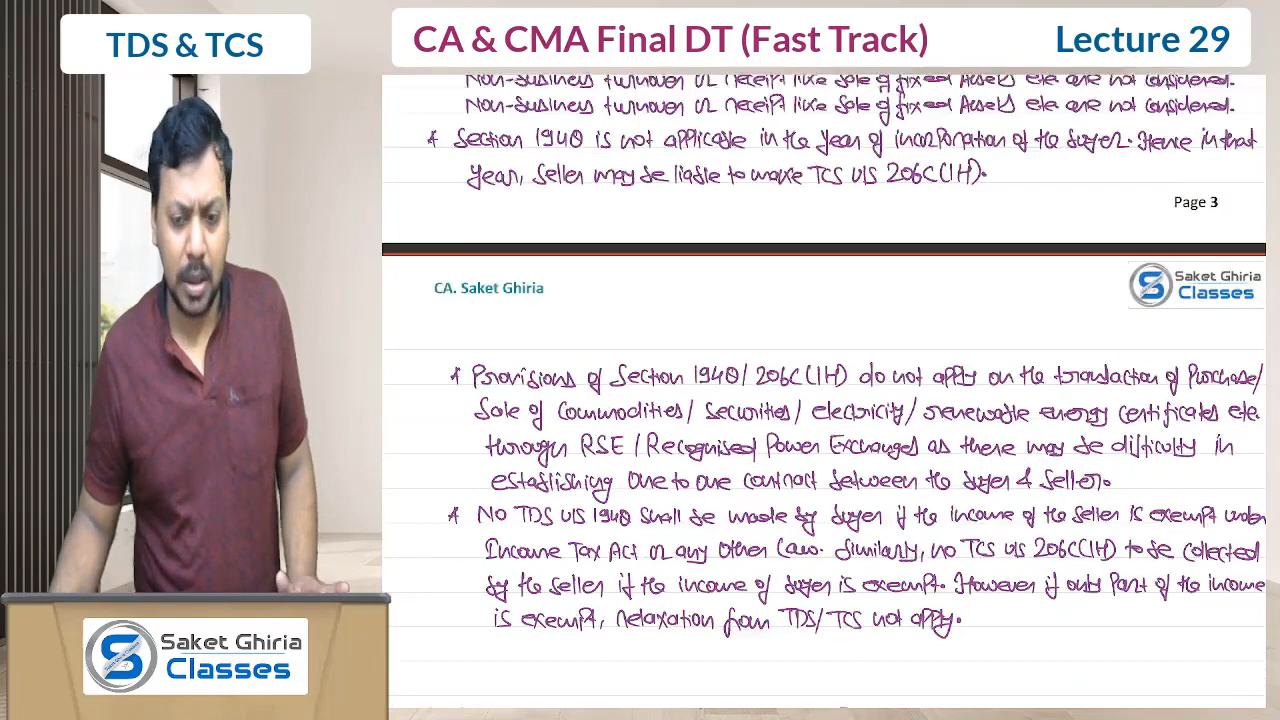 TDS & TCS
CA & CMA Final DT (Fast Track)
Lecture 29
Non-Business turnover or receipt like Sale of fixed Assets etc. are not considered.
Non-Business turnover or receipt like Sale of fixed Assets etc. are not considered.
* Section 194Q is not applicable in the year of incorporation of the buyer. Hence in that
year, Seller may be liable to make TCS u/s 206C(1H).
Page 3
CA. Saket Ghiria
Saket Ghiria
Classes
* Provisions of Section 194Q/ 206C(1H) do not apply on the transaction of Purchase/
Sale of Commodities/ Securities/ electricity/ renewable energy certificates etc.
through RSE / Recognised Power Exchanges as there may be difficulty in
establishing one to one contract between the buyer & Seller.
* No TDS u/s 194Q Shall be made by buyer if the income of the seller is exempt under
Income Tax Act or any Other Law. Similarly, no TCS u/s 206C(1H) to be collected
by the seller if the income of buyer is exempt. However if only Part of the income
is exempt, relaxation from TDS/ TCS not apply.
Saket Ghiria
Classes